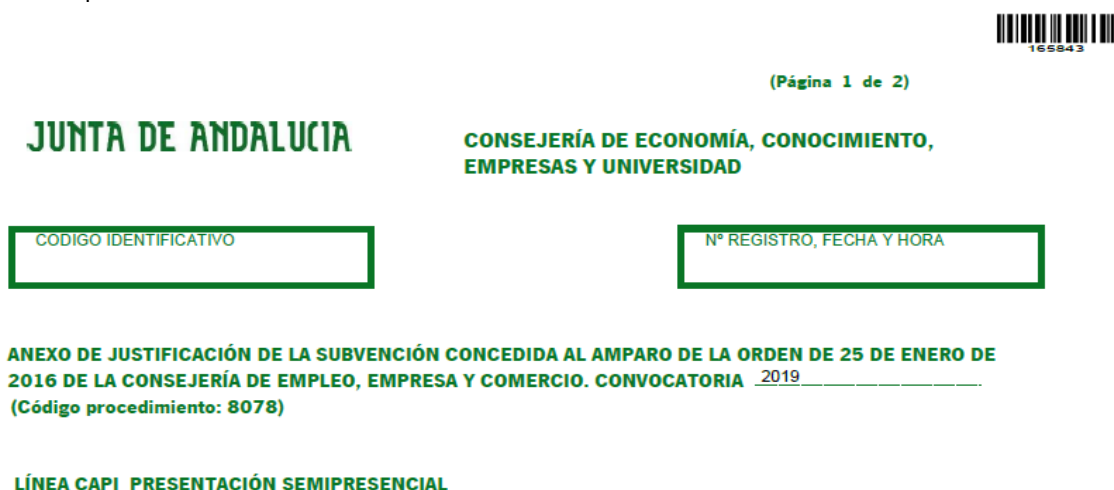 165843
(Página 1 de 2)
JUNTA DE ANDALUCIA
CONSEJERÍA DE ECONOMÍA, CONOCIMIENTO,
EMPRESAS Y UNIVERSIDAD
CÓDIGO IDENTIFICATIVO
Nº REGISTRO, FECHA Y HORA
ANEXO DE JUSTIFICACIÓN DE LA SUBVENCIÓN CONCEDIDA AL AMPARO DE LA ORDEN DE 25 DE ENERO DE
2016 DE LA CONSEJERÍA DE EMPLEO, EMPRESA Y COMERCIO. CONVOCATORIA 2019.
(Código procedimiento: 8078)
LÍNEA CAPI PRESENTACIÓN SEMIPRESENCIAL